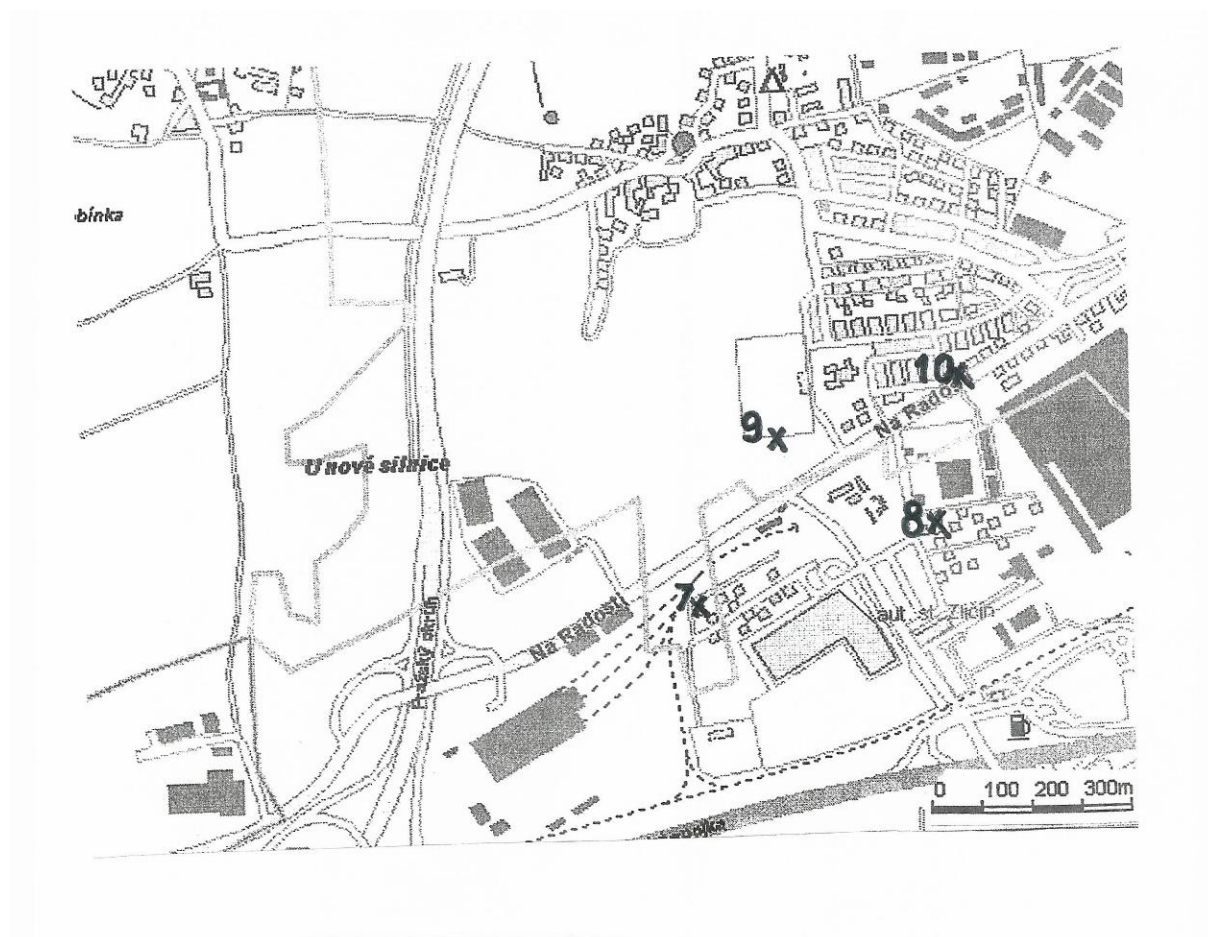 bínka
U nové silnice
10x
Na Radosti
9x
8x
7x
aut. st. Zličín
Na Radosti
Pražský okruh
0 100 200 300m